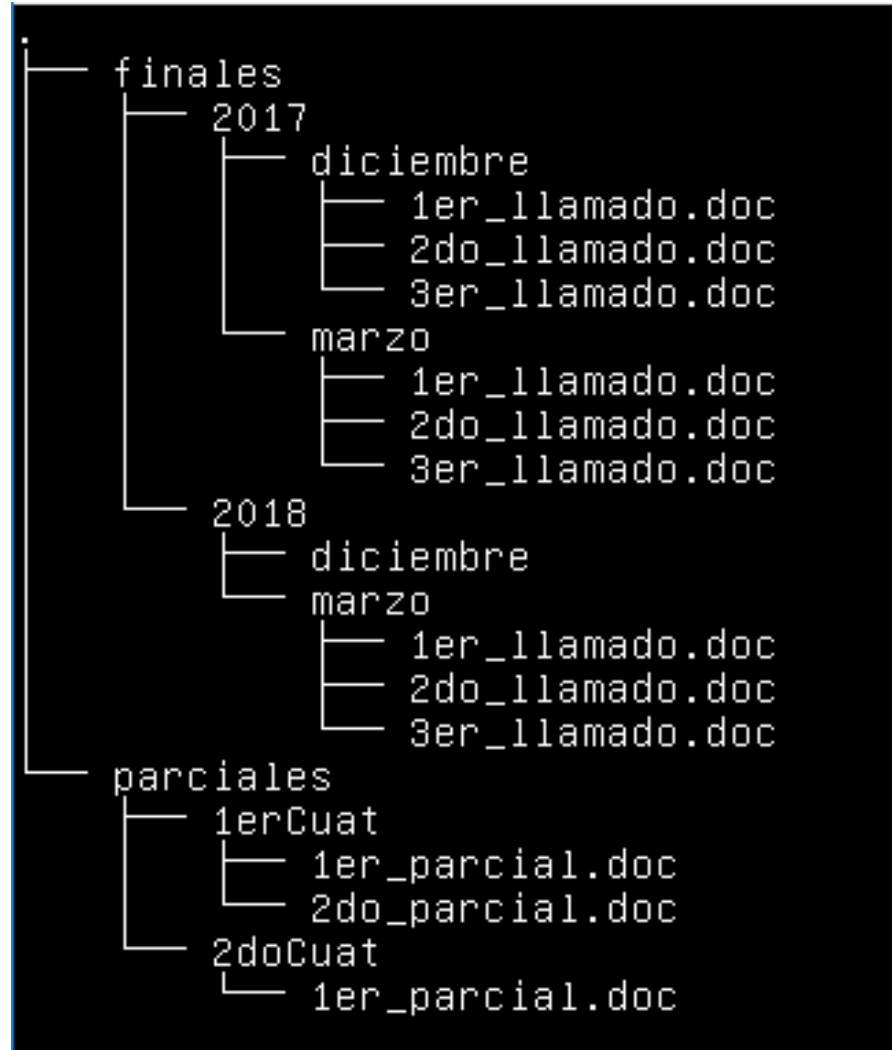 .
├── finales
│   ├── 2017
│   │   ├── diciembre
│   │   │   ├── 1er_llamado.doc
│   │   │   ├── 2do_llamado.doc
│   │   │   └── 3er_llamado.doc
│   │   └── marzo
│   │       ├── 1er_llamado.doc
│   │       ├── 2do_llamado.doc
│   │       └── 3er_llamado.doc
│   └── 2018
│       ├── diciembre
│       └── marzo
│           ├── 1er_llamado.doc
│           ├── 2do_llamado.doc
│           └── 3er_llamado.doc
└── parciales
    ├── 1erCuat
    │   ├── 1er_parcial.doc
    │   └── 2do_parcial.doc
    └── 2doCuat
        └── 1er_parcial.doc